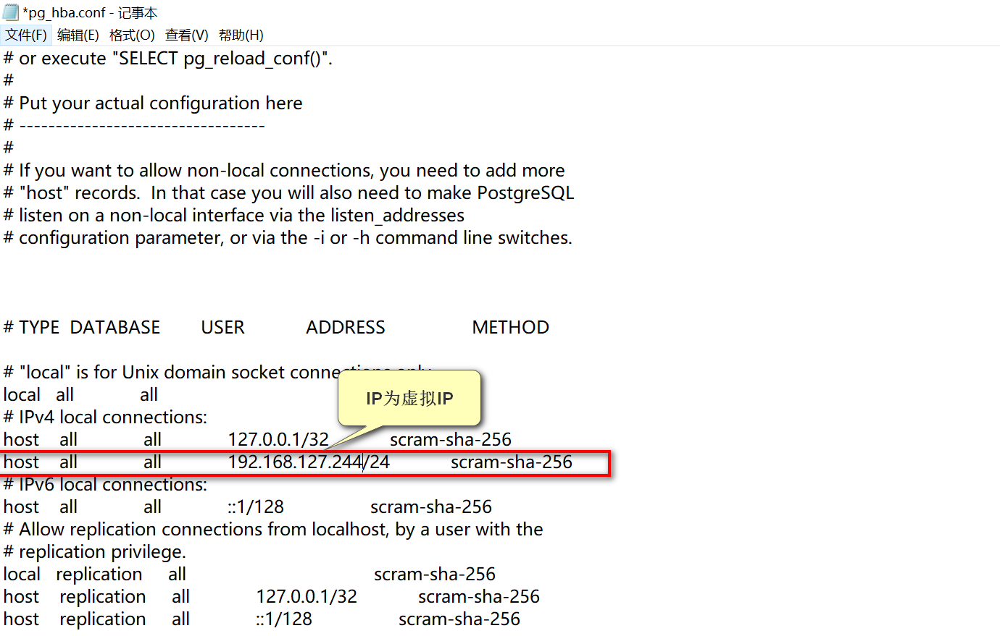 *pg_hba.conf - 记事本
文件(F) 编辑(E) 格式(O) 查看(V) 帮助(H)
# or execute "SELECT pg_reload_conf()".
#
# Put your actual configuration here
# ----------------------------------
#
# If you want to allow non-local connections, you need to add more
# "host" records.  In that case you will also need to make PostgreSQL
# listen on a non-local interface via the listen_addresses
# configuration parameter, or via the -i or -h command line switches.
# TYPE  DATABASE        USER            ADDRESS                 METHOD
# "local" is for Unix domain socket connections only
IP为虚拟IP
local   all             all
# IPv4 local connections:
host    all             all             127.0.0.1/32            scram-sha-256
host    all             all             192.168.127.244/24            scram-sha-256
# IPv6 local connections:
host    all             all             ::1/128                 scram-sha-256
# Allow replication connections from localhost, by a user with the
# replication privilege.
local   replication     all                                     scram-sha-256
host    replication     all             127.0.0.1/32            scram-sha-256
host    replication     all             ::1/128                 scram-sha-256